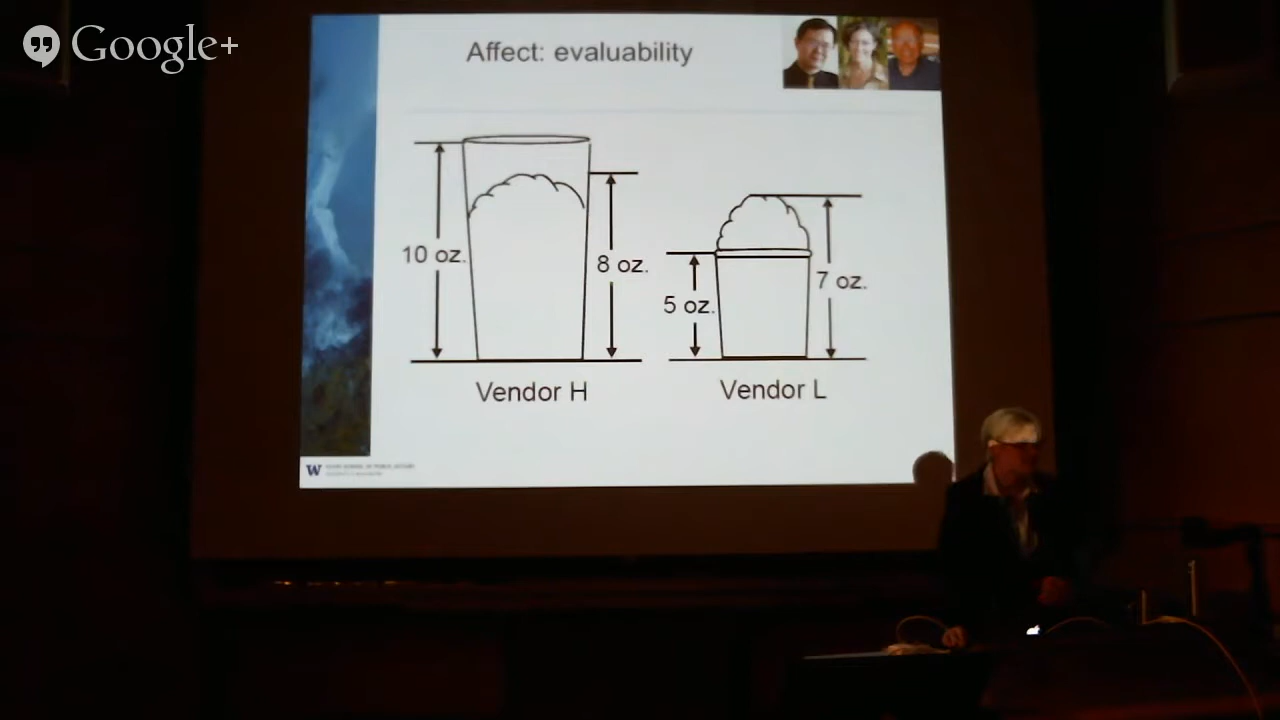 Google+
Affect: evaluability
10 oz.
8 oz.
5 oz.
7 oz.
Vendor H
Vendor L
W